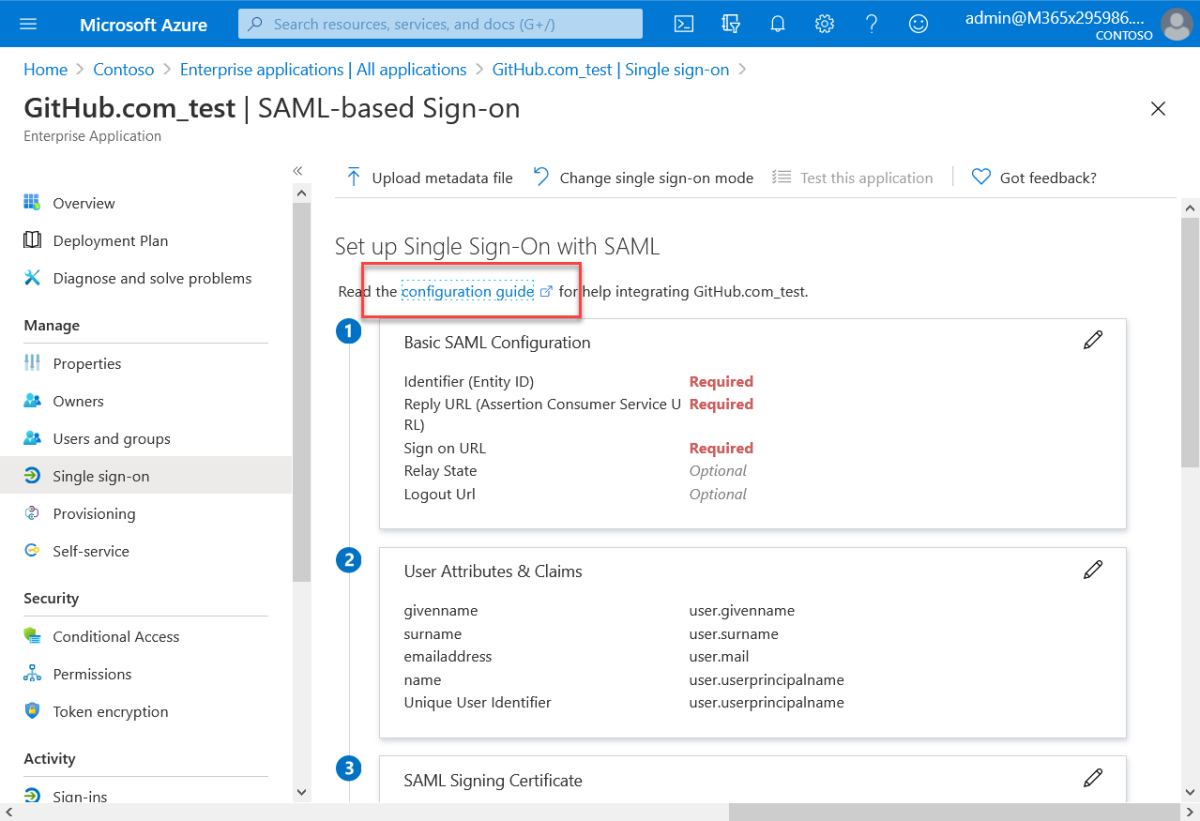 Microsoft Azure
Search resources, services, and docs (G+/)
admin@M365x295986....
CONTOSO
Home > Contoso > Enterprise applications | All applications > GitHub.com_test | Single sign-on >
GitHub.com_test | SAML-based Sign-on
Enterprise Application
Overview
Deployment Plan
Diagnose and solve problems
Manage
Properties
Owners
Users and groups
Single sign-on
Provisioning
Self-service
Security
Conditional Access
Permissions
Token encryption
Activity
Sign-ins
Upload metadata file Change single sign-on mode Test this application Got feedback?
Set up Single Sign-On with SAML
Read the configuration guide for help integrating GitHub.com_test.
1
Basic SAML Configuration
Identifier (Entity ID) Required
Reply URL (Assertion Consumer Service U Required
RL)
Sign on URL Required
Relay State Optional
Logout Url Optional
2
User Attributes & Claims
givenname user.givenname
surname user.surname
emailaddress user.mail
name user.userprincipalname
Unique User Identifier user.userprincipalname
3
SAML Signing Certificate